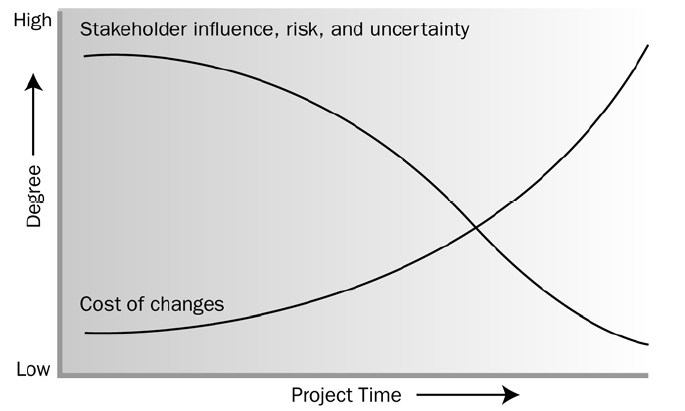 High
Stakeholder influence, risk, and uncertainty
Degree
Cost of changes
Low
Project Time